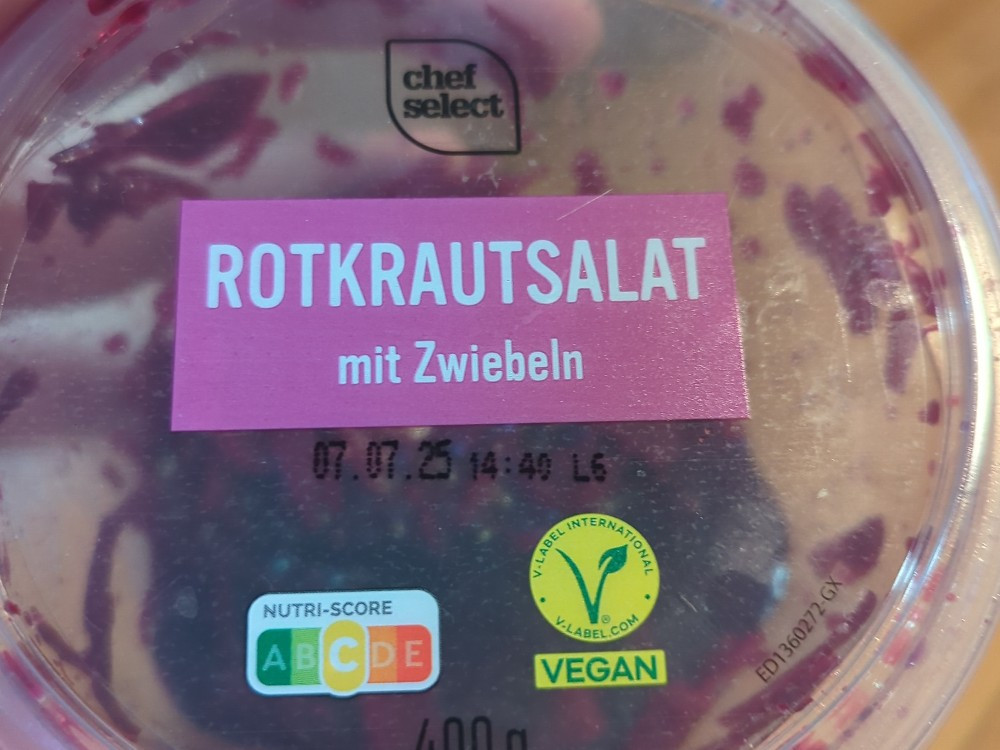 chef
select
ROTKRAUTSALAT
mit Zwiebeln
07.07.25 14:40 L6
V-LABEL INTERNATIONAL
V-LABEL.COM
®
VEGAN
NUTRI-SCORE
A B C D E
ED1360272-GX
400 g